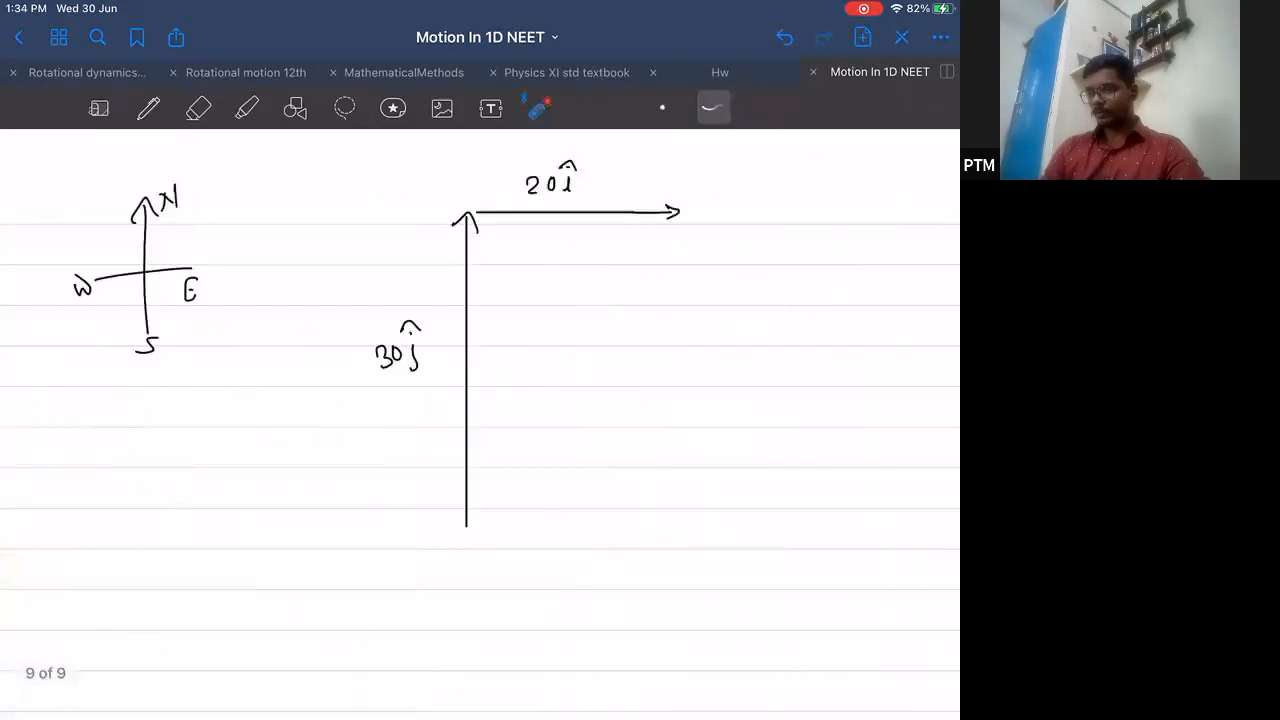 1:34 PM Wed 30 Jun
82%
Motion In 1D NEET
Rotational dynamics...
Rotational motion 12th
MathematicalMethods
Physics XI std textbook
Hw
Motion In 1D NEET
T
PTM
20î
N
W
E
S
30ĵ
9 of 9